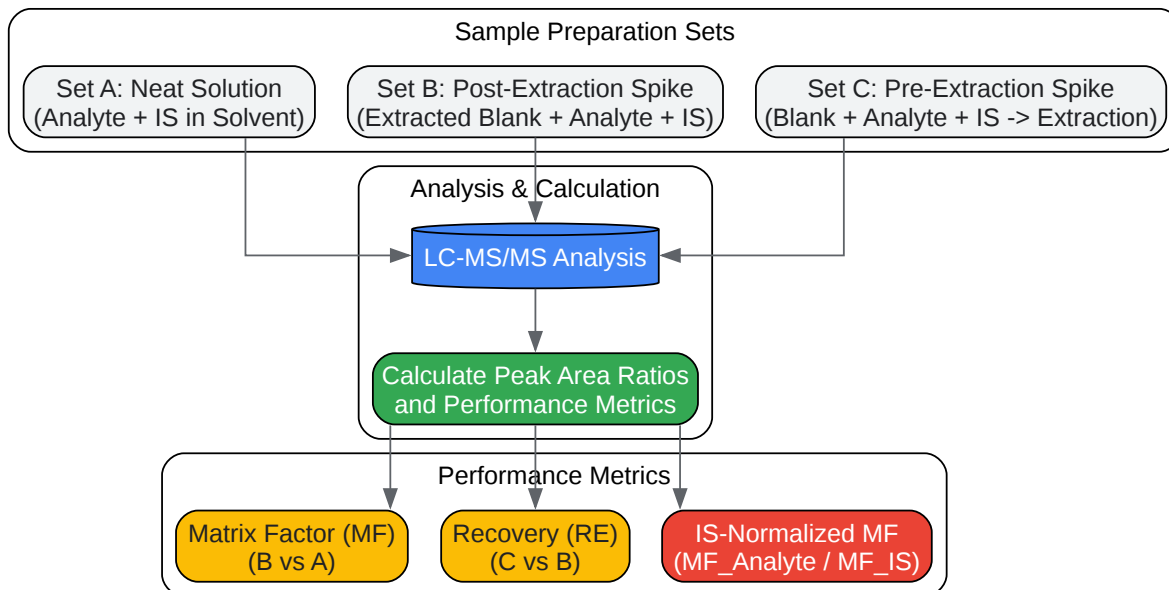 Sample Preparation Sets
Set A: Neat Solution
(Analyte + IS in Solvent)
Set B: Post-Extraction Spike
(Extracted Blank + Analyte + IS)
Set C: Pre-Extraction Spike
(Blank + Analyte + IS -> Extraction)
Analysis & Calculation
LC-MS/MS Analysis
Calculate Peak Area Ratios
and Performance Metrics
Performance Metrics
Matrix Factor (MF)
(B vs A)
Recovery (RE)
(C vs B)
IS-Normalized MF
(MF_Analyte / MF_IS)